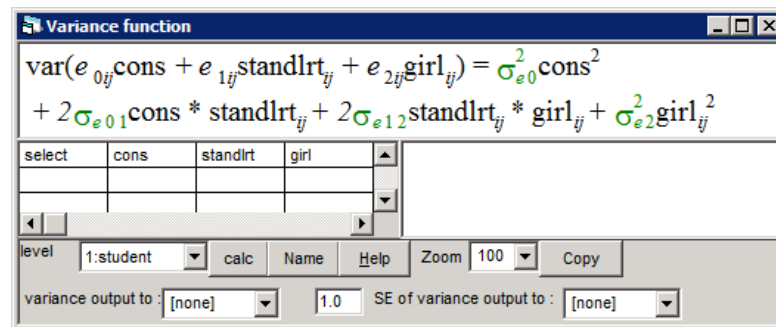 Variance function
var(e₀ᵢⱼcons + e₁ᵢⱼstandlrtᵢⱼ + e₂ᵢⱼgirlᵢⱼ) = σ²ₑ₀cons²
+ 2σₑ₀₁cons * standlrtᵢⱼ + 2σₑ₁₂standlrtᵢⱼ * girlᵢⱼ + σ²ₑ₂girlᵢⱼ²
select cons standlrt girl
level 1:student calc Name Help Zoom 100 Copy
variance output to : [none] 1.0 SE of variance output to : [none]